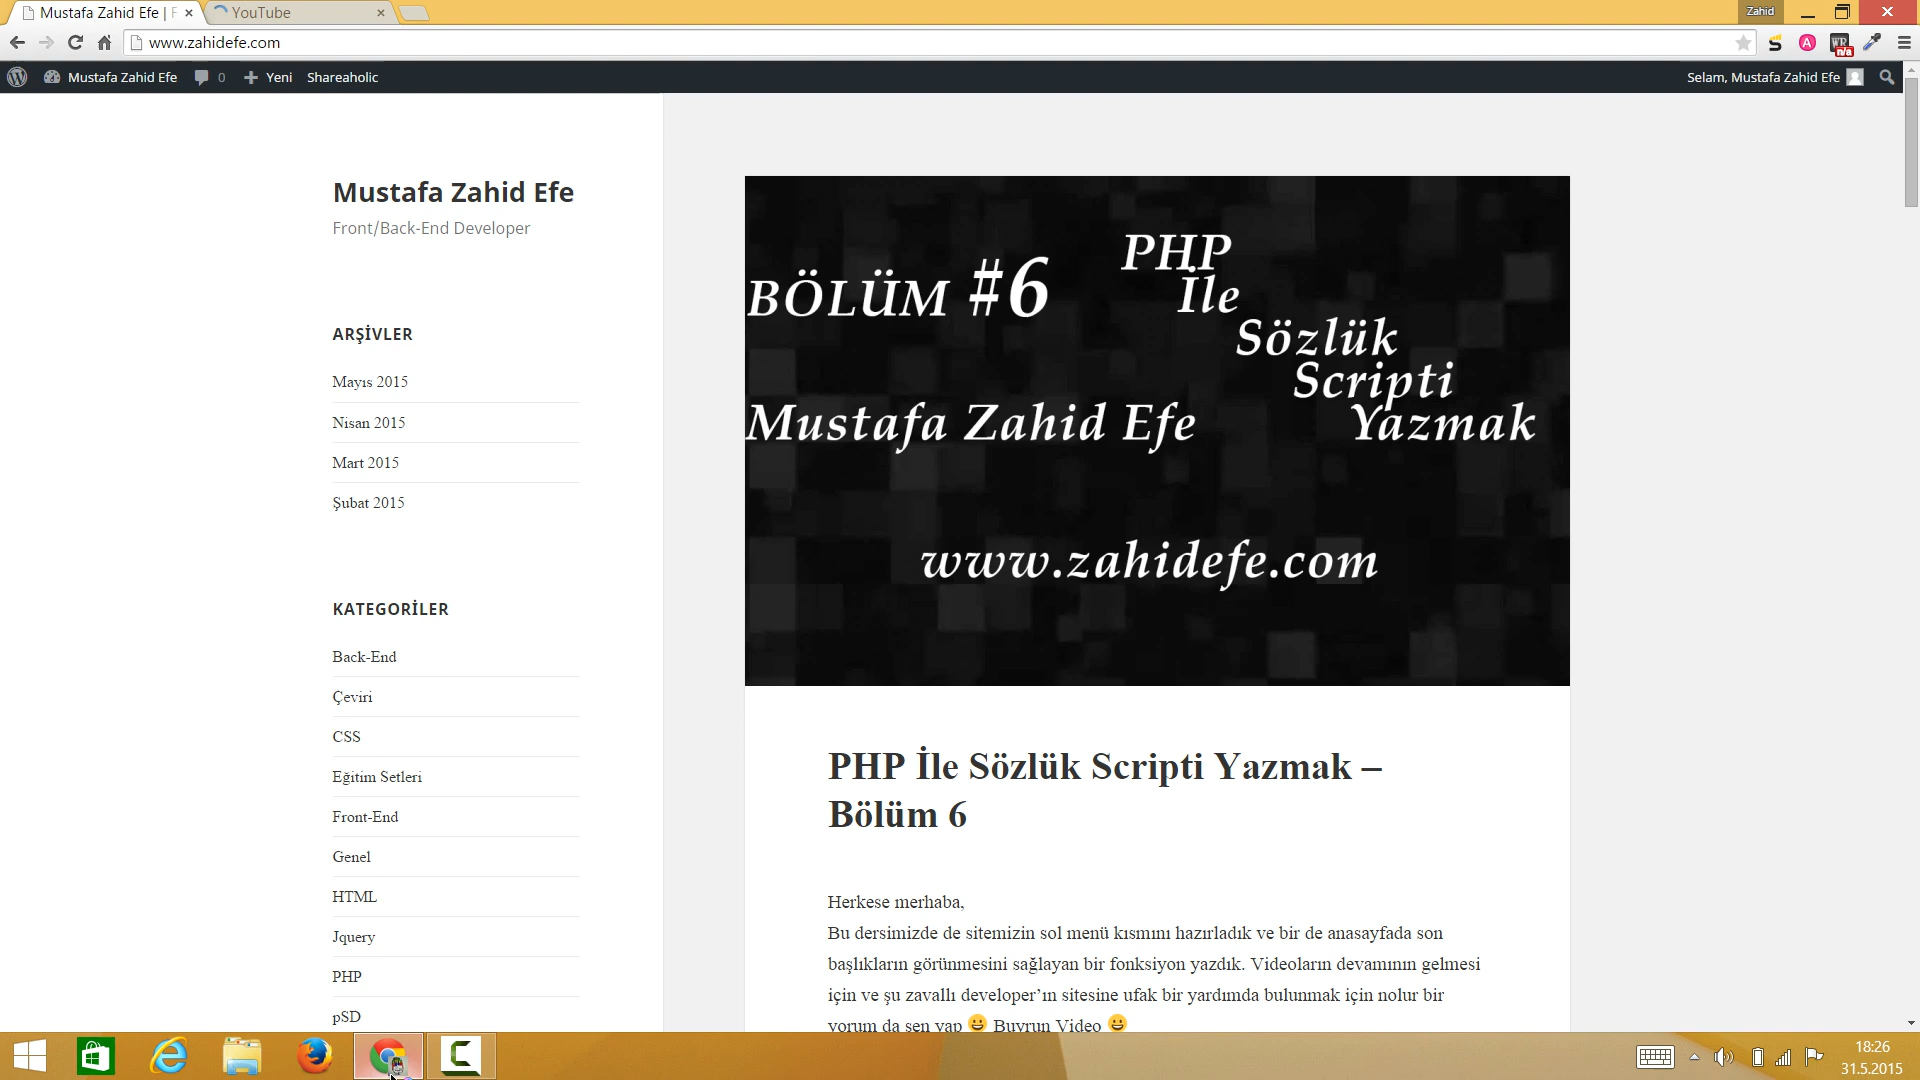 Mustafa Zahid Efe | F
YouTube
Zahid
www.zahidefe.com
Mustafa Zahid Efe
0
Yeni
Shareaholic
Selam, Mustafa Zahid Efe
Mustafa Zahid Efe
Front/Back-End Developer
ARŞİVLER
Mayıs 2015
Nisan 2015
Mart 2015
Şubat 2015
KATEGORİLER
Back-End
Çeviri
CSS
Eğitim Setleri
Front-End
Genel
HTML
Jquery
PHP
pSD
BÖLÜM #6
PHP
İle
Sözlük
Scripti
Yazmak
Mustafa Zahid Efe
www.zahidefe.com
PHP İle Sözlük Scripti Yazmak –
Bölüm 6
Herkese merhaba,
Bu dersimizde de sitemizin sol menü kısmını hazırladık ve bir de anasayfada son
başlıkların görünmesini sağlayan bir fonksiyon yazdık. Videoların devamının gelmesi
için ve şu zavallı developer’ın sitesine ufak bir yardımda bulunmak için nolur bir
yorum da sen yap 😀 Buyrun Video 😀
18:26
31.5.2015